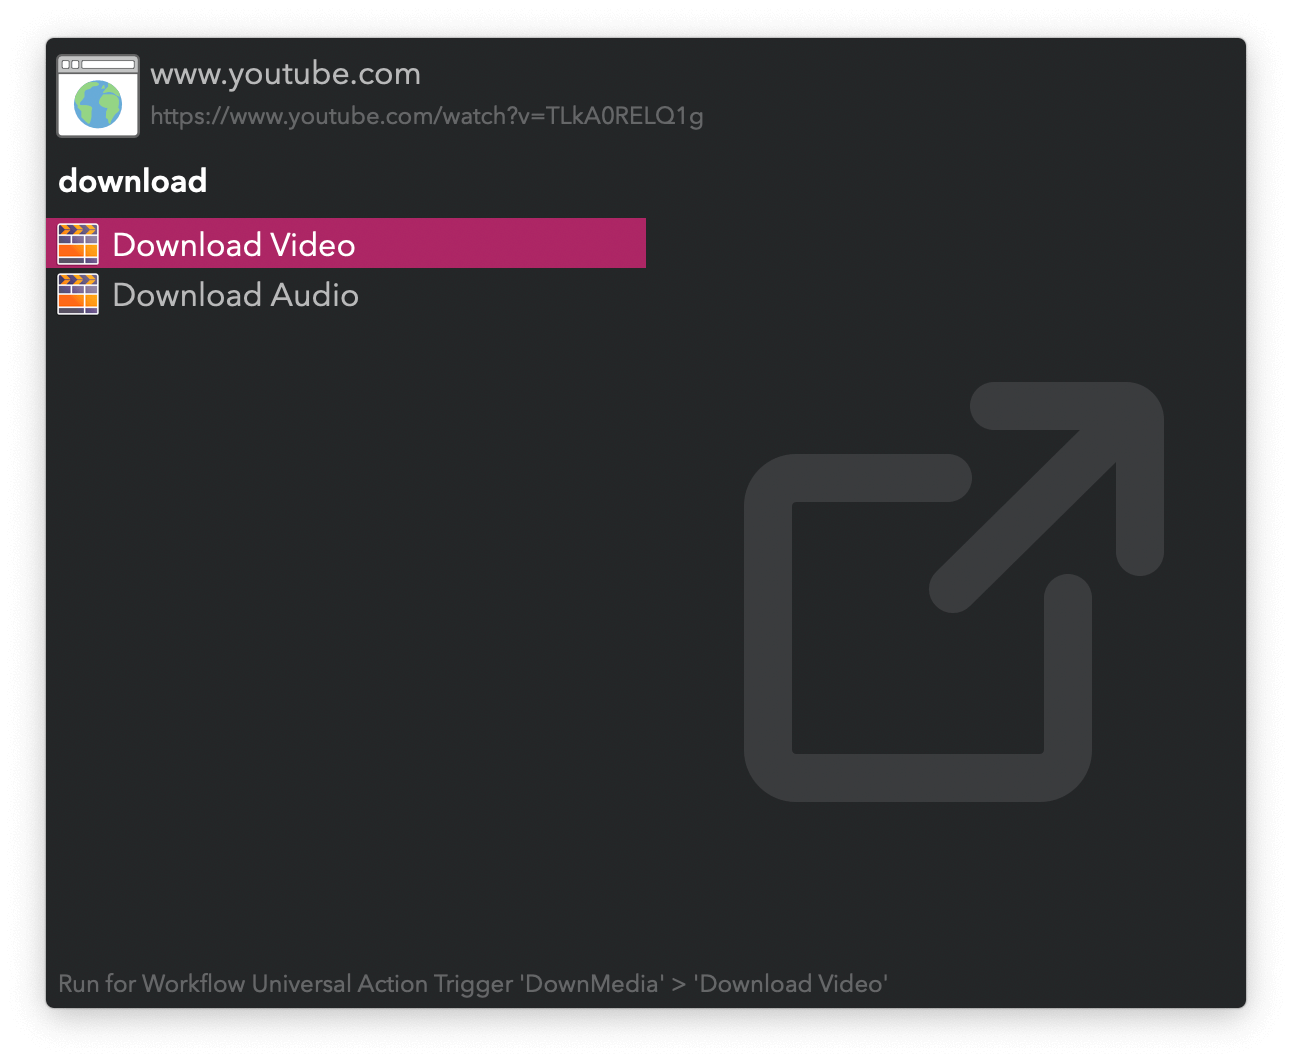 www.youtube.com
https://www.youtube.com/watch?v=TLkA0RELQ1g
download
Download Video
Download Audio
Run for Workflow Universal Action Trigger 'DownMedia' > 'Download Video'